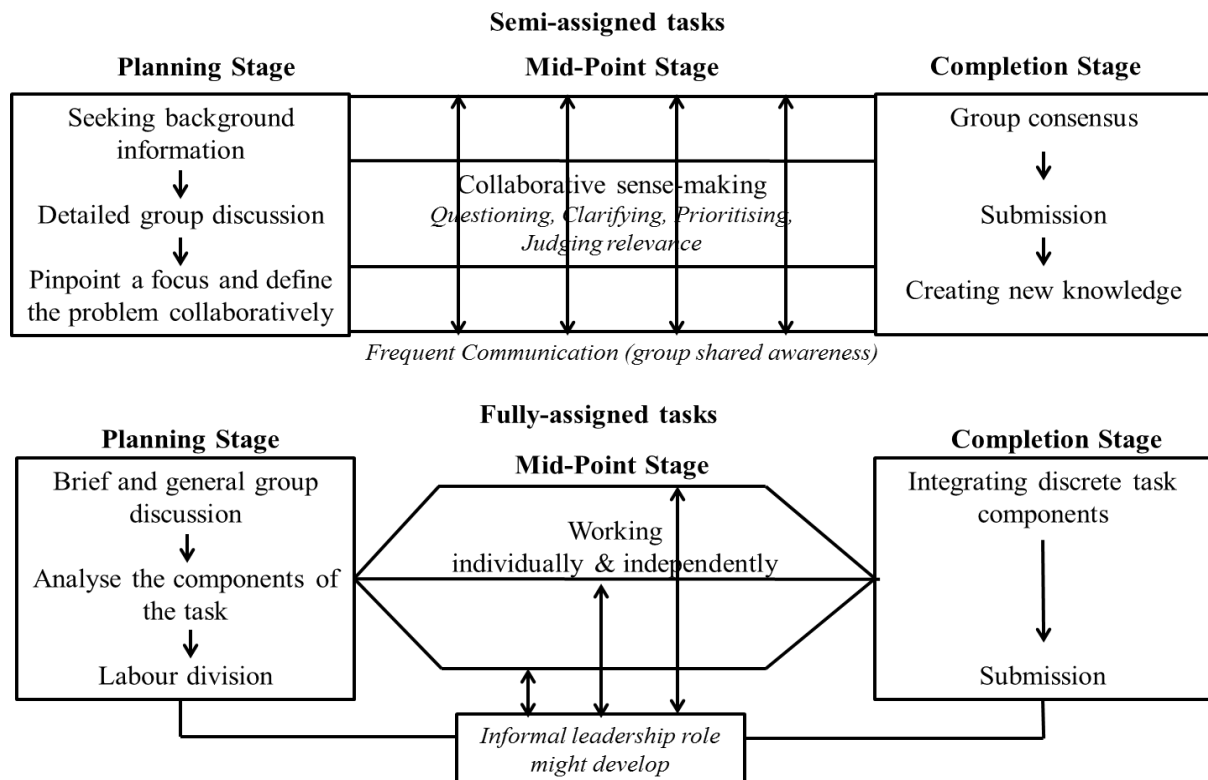 Semi-assigned tasks
Planning Stage
Mid-Point Stage
Completion Stage
Seeking background
information
Detailed group discussion
Pinpoint a focus and define
the problem collaboratively
Collaborative sense-making
Questioning, Clarifying, Prioritising,
Judging relevance
Frequent Communication (group shared awareness)
Group consensus
Submission
Creating new knowledge
Fully-assigned tasks
Planning Stage
Mid-Point Stage
Completion Stage
Brief and general group
discussion
Analyse the components of
the task
Labour division
Working
individually & independently
Informal leadership role
might develop
Integrating discrete task
components
Submission